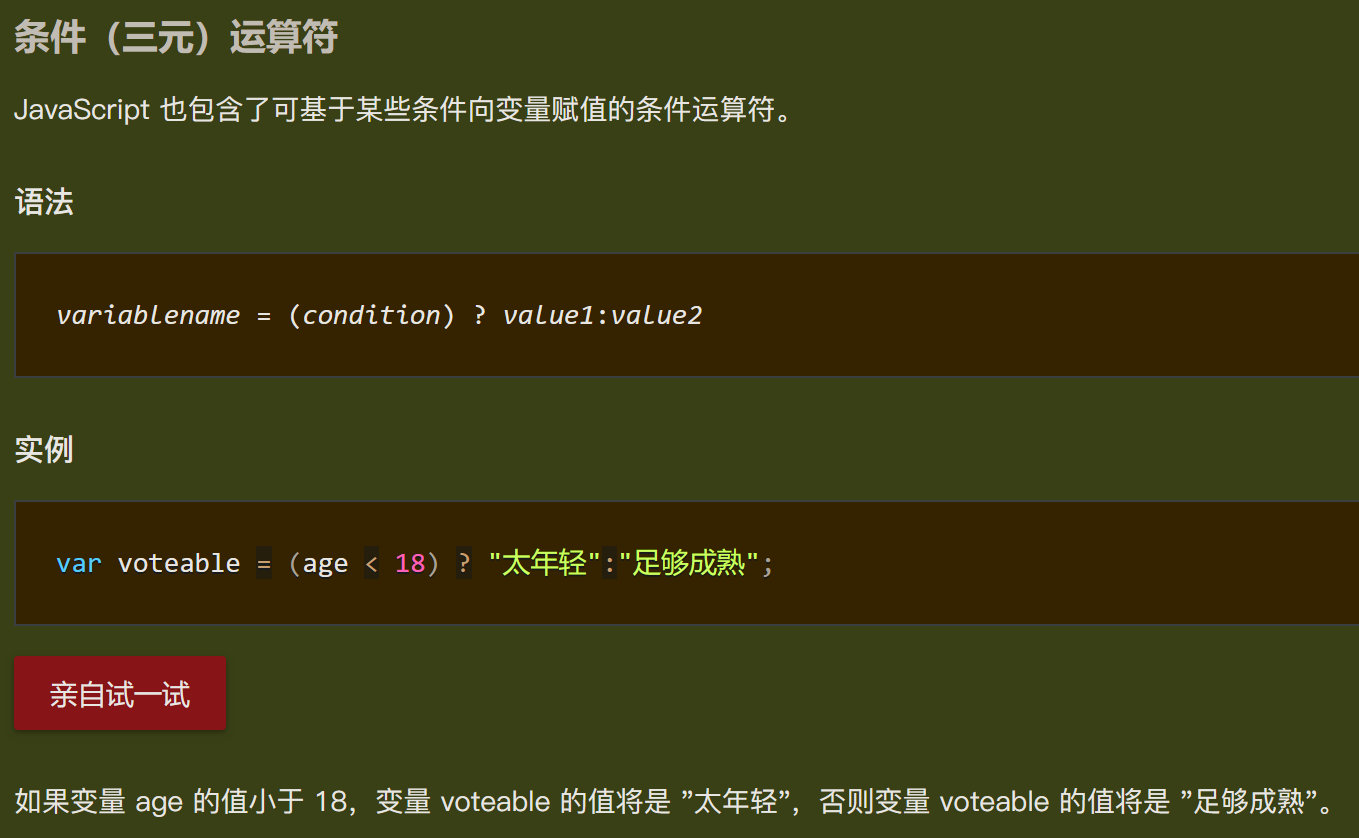 条件（三元）运算符
JavaScript 也包含了可基于某些条件向变量赋值的条件运算符。
语法
variablename = (condition) ? value1:value2
实例
var voteable = (age < 18) ? "太年轻":"足够成熟";
亲自试一试
如果变量 age 的值小于 18，变量 voteable 的值将是 ”太年轻”，否则变量 voteable 的值将是 ”足够成熟”。